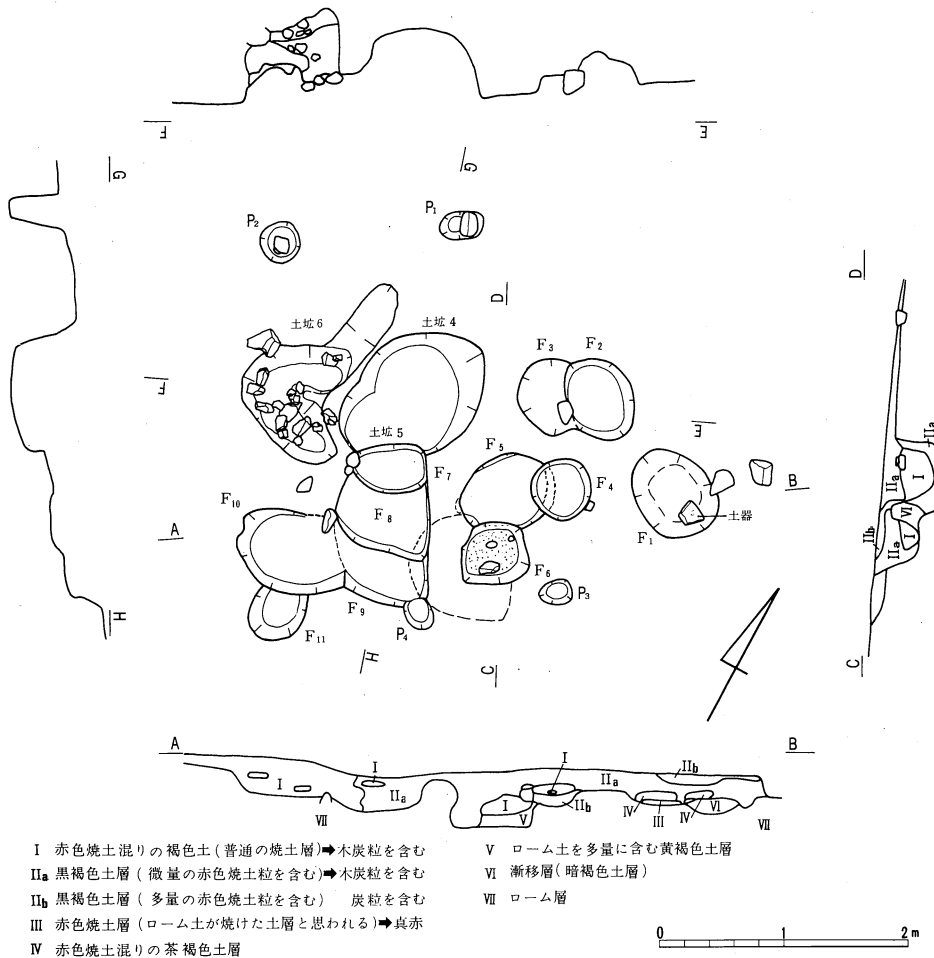 F
E
G
G
P2
P1
D
D
土拡6
土拡4
F3
F2
F
E
土拡5
F5
F7
F4
B
F10
F8
土器
A
F1
IIa
I
IIa
VI
IIb
IIa
I
F6
P3
F9
P4
F11
H
H
C
C
A
B
I
I
IIb
I
IIa
IIa
VII
I
V
IIb
IV
III
IV
VI
VII
I 赤色焼土混りの褐色土(普通の焼土層)➡木炭粒を含む
IIa 黒褐色土層(微量の赤色焼土粒を含む)➡木炭粒を含む
IIb 黒褐色土層(多量の赤色焼土粒を含む) 炭粒を含む
III 赤色焼土層(ローム土が焼けた土層と思われる)➡真赤
IV 赤色焼土混りの茶褐色土層
V ローム土を多量に含む黄褐色土層
VI 漸移層(暗褐色土層)
VII ローム層
0 1 2m